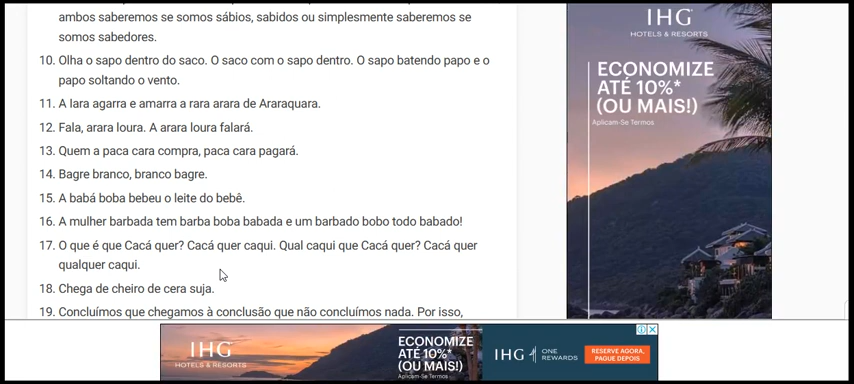 ambos saberemos se somos sábios, sabidos ou simplesmente saberemos se
somos sabedores.
10. Olha o sapo dentro do saco. O saco com o sapo dentro. O sapo batendo papo e o
papo soltando o vento.
11. A Iara agarra e amarra a rara arara de Araraquara.
12. Fala, arara loura. A arara loura falará.
13. Quem a paca cara compra, paca cara pagará.
14. Bagre branco, branco bagre.
15. A babá boba bebeu o leite do bebê.
16. A mulher barbada tem barba boba babada e um barbado bobo todo babado!
17. O que é que Cacá quer? Cacá quer caqui. Qual caqui que Cacá quer? Cacá quer
qualquer caqui.
18. Chega de cheiro de cera suja.
19. Concluímos que chegamos à conclusão que não concluímos nada. Por isso,
IHG
HOTELS & RESORTS
ECONOMIZE
ATÉ 10%*
(OU MAIS!)
Aplicam-Se Termos
IHG
HOTELS & RESORTS
ECONOMIZE
ATÉ 10%*
(OU MAIS!)
Aplicam-Se Termos
IHG
ONE
REWARDS
RESERVE AGORA,
PAGUE DEPOIS